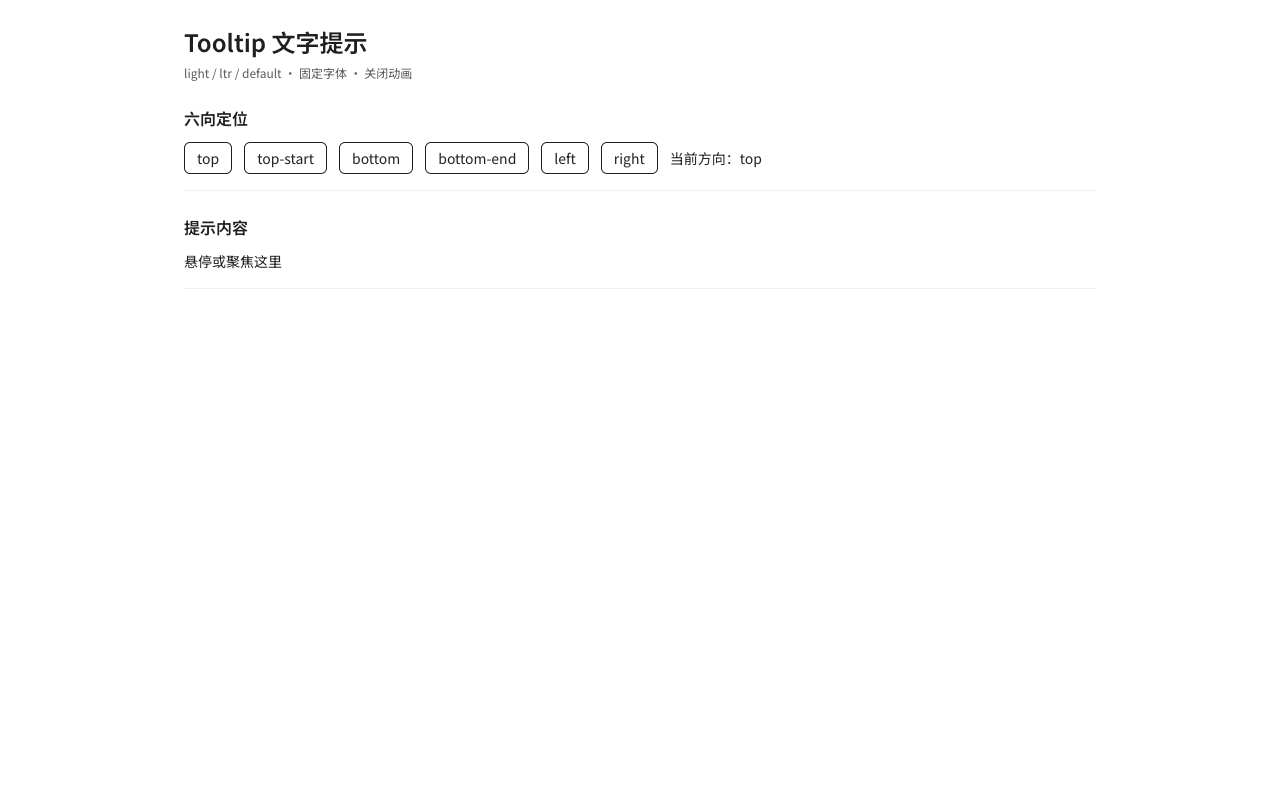 Tooltip 文字提示
light / ltr / default · 固定字体 · 关闭动画
六向定位
top top-start bottom bottom-end left right 当前方向：top
提示内容
悬停或聚焦这里